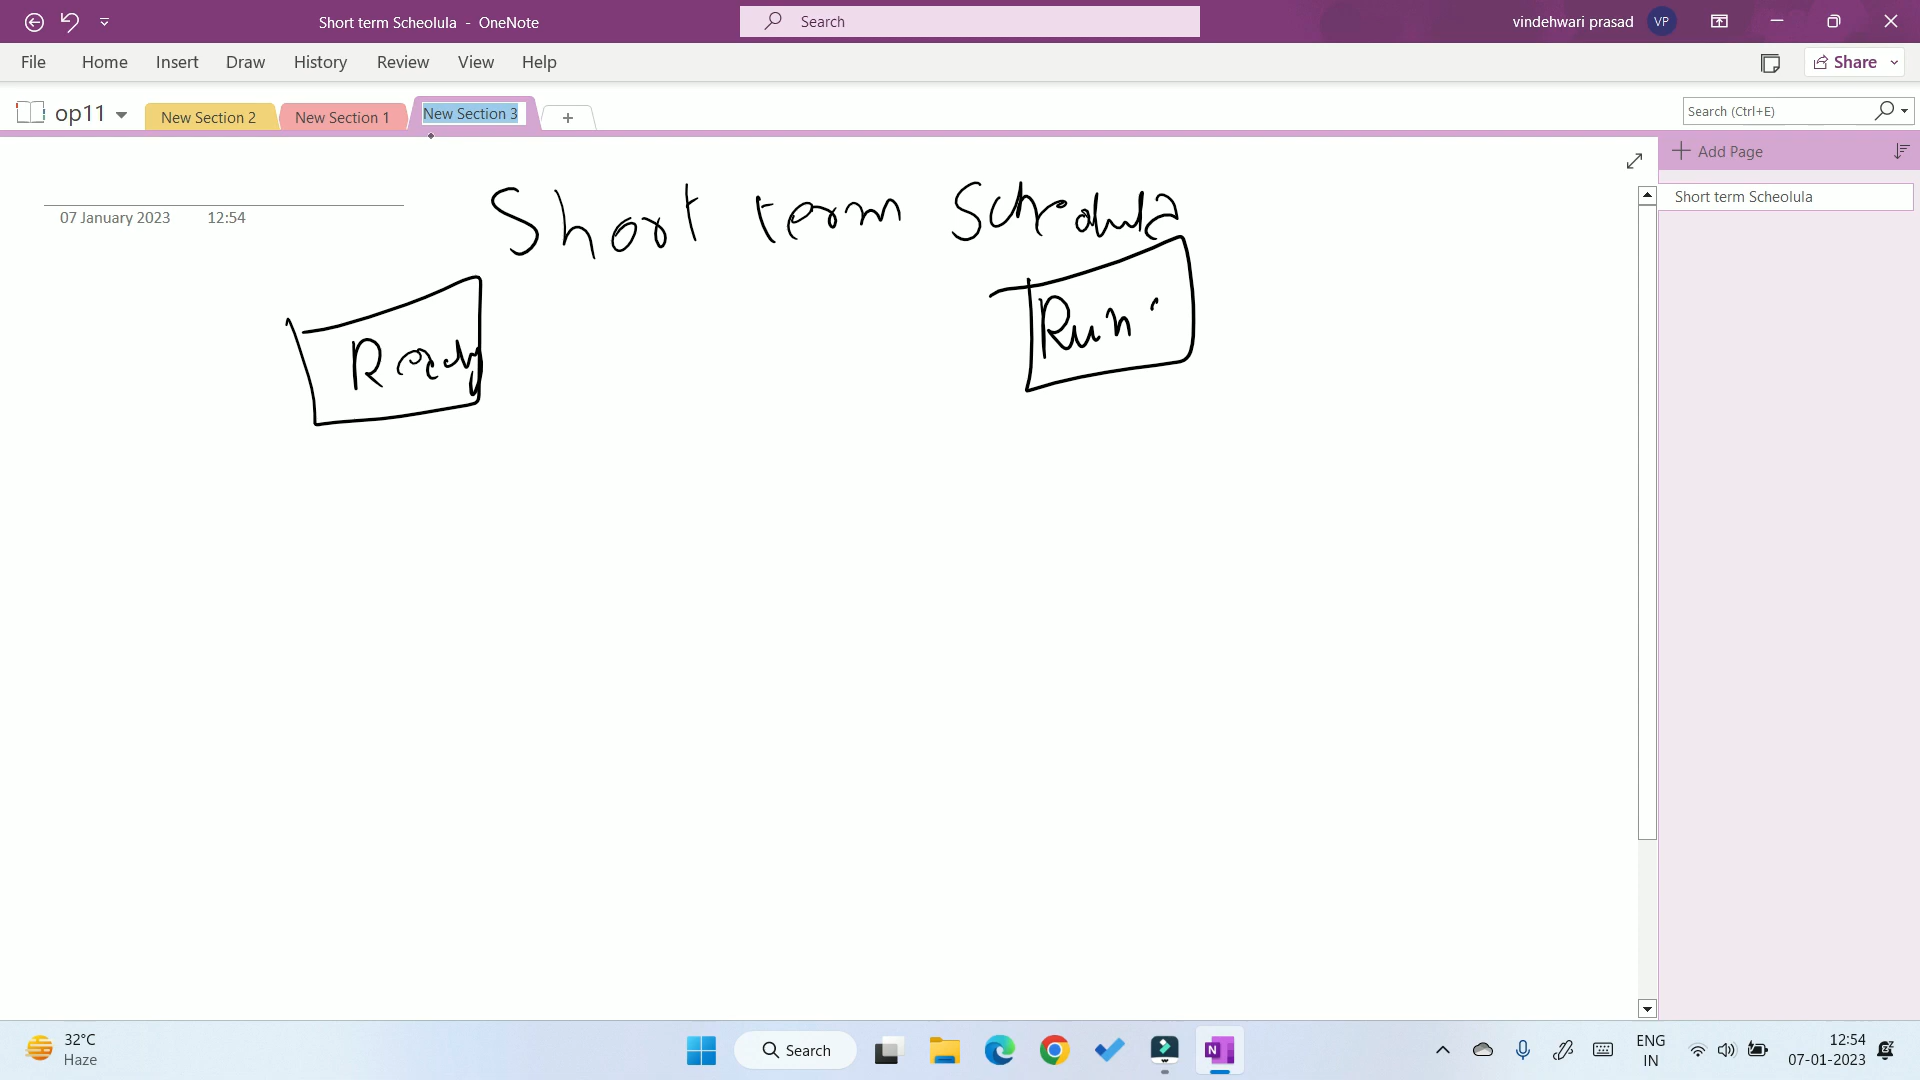 Short term Scheolula - OneNote
Search
vindehwari prasad
VP
File Home Insert Draw History Review View Help
Share
op11
New Section 2
New Section 1
New Section 3
+
Search (Ctrl+E)
Add Page
Short term Scheolula
07 January 2023 12:54
Short term Schedula
Ready
Run
32°C
Haze
Search
ENG
IN
12:54
07-01-2023